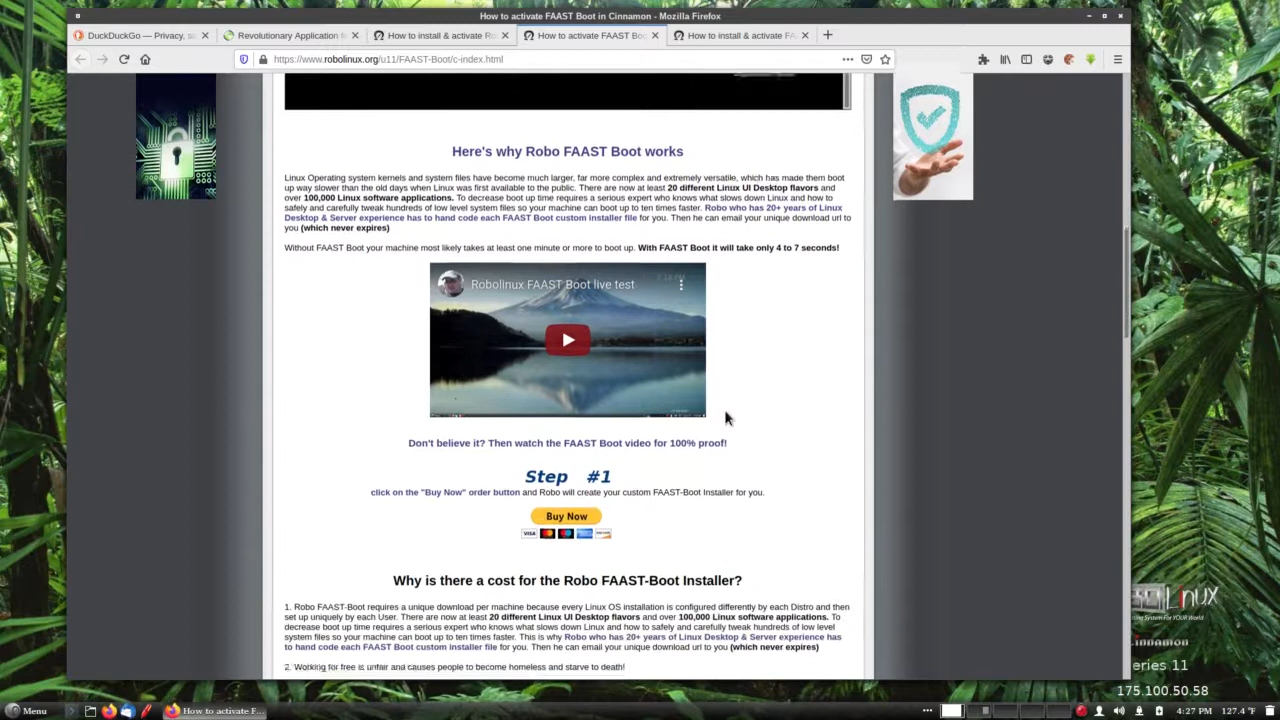 How to activate FAAST Boot in Cinnamon - Mozilla Firefox
DuckDuckGo — Privacy, si
Revolutionary Application f
How to install & activate Ro
How to activate FAAST Boo
How to install & activate FA
https://www.robolinux.org/u11/FAAST-Boot/c-index.html
Here's why Robo FAAST Boot works
Linux Operating system kernels and system files have become much larger, far more complex and extremely versatile, which has made them boot
up way slower than the old days when Linux was first available to the public. There are now at least 20 different Linux UI Desktop flavors and
over 100,000 Linux software applications. To decrease boot up time requires a serious expert who knows what slows down Linux and how to
safely and carefully tweak hundreds of low level system files so your machine can boot up to ten times faster. Robo who has 20+ years of Linux
Desktop & Server experience has to hand code each FAAST Boot custom installer file for you. Then he can email your unique download url to
you (which never expires)
Without FAAST Boot your machine most likely takes at least one minute or more to boot up. With FAAST Boot it will take only 4 to 7 seconds!
Robolinux FAAST Boot live test
Don't believe it? Then watch the FAAST Boot video for 100% proof!
Step #1
click on the "Buy Now" order button and Robo will create your custom FAAST-Boot Installer for you.
Buy Now
VISA
Why is there a cost for the Robo FAAST-Boot Installer?
1. Robo FAAST-Boot requires a unique download per machine because every Linux OS installation is configured differently by each Distro and then
set up uniquely by each User. There are now at least 20 different Linux UI Desktop flavors and over 100,000 Linux software applications. To
decrease boot up time requires a serious expert who knows what slows down Linux and how to safely and carefully tweak hundreds of low level
system files so your machine can boot up to ten times faster. This is why Robo who has 20+ years of Linux Desktop & Server experience has
to hand code each FAAST Boot custom installer file for you. Then he can email your unique download url to you (which never expires)
2. Working for free is unfair and causes people to become homeless and starve to death!
Linux
System For YOUR World
Cinnamon
eries 11
175.100.50.58
Menu
How to activate F...
4:27 PM
127.4 °F